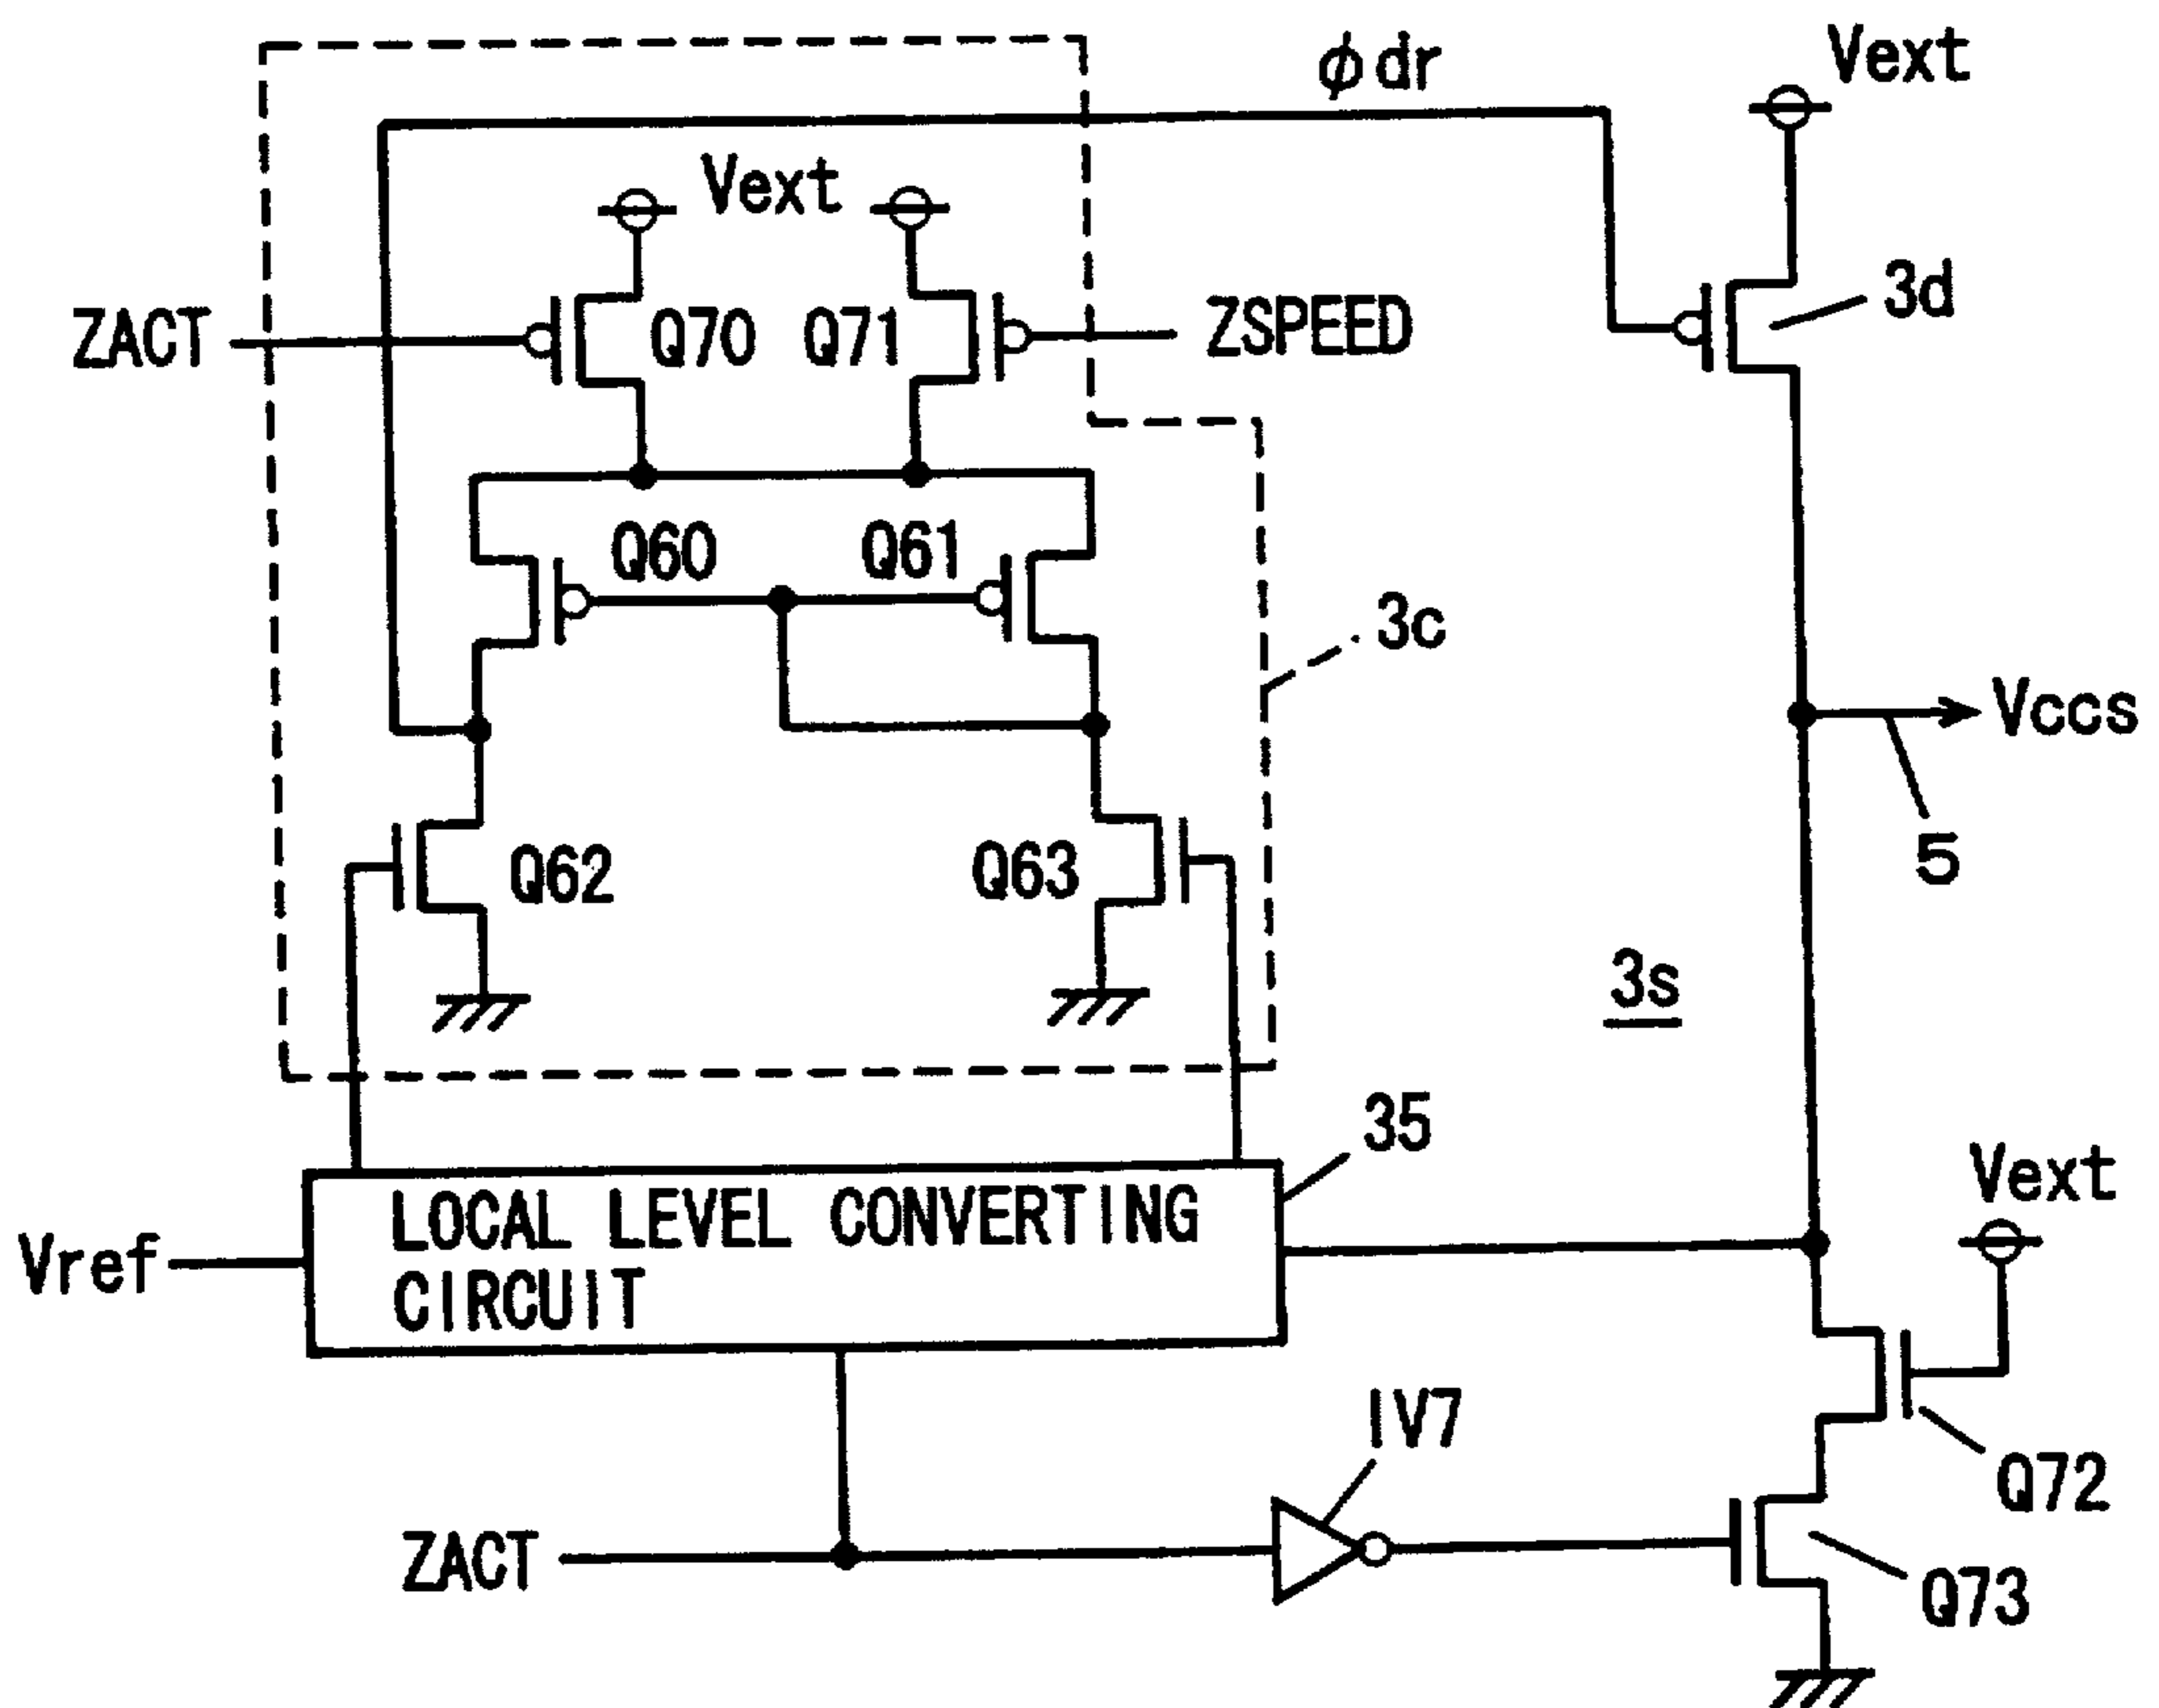 φdr
Vext
Vext
ZACT
Q70
Q71
ZSPEED
3d
Q60
Q61
3c
Vccs
5
Q62
Q63
3s
35
Vext
LOCAL LEVEL CONVERTING
CIRCUIT
Vref
IV7
Q72
ZACT
Q73